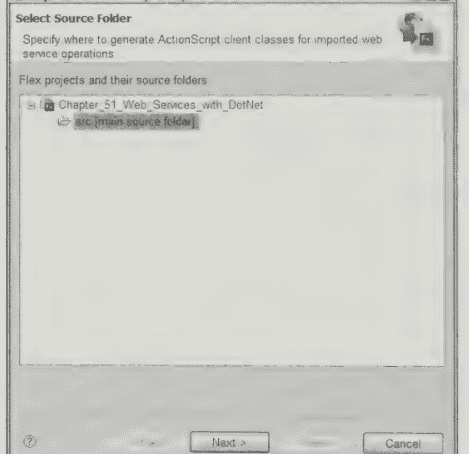 Select Source Folder
Specify where to generate ActionScript client classes for imported web
service operations
Flex projects and their source folders
Chapter_51_Web_Services_with_DotNet
src [main source folder]
Next >
Cancel